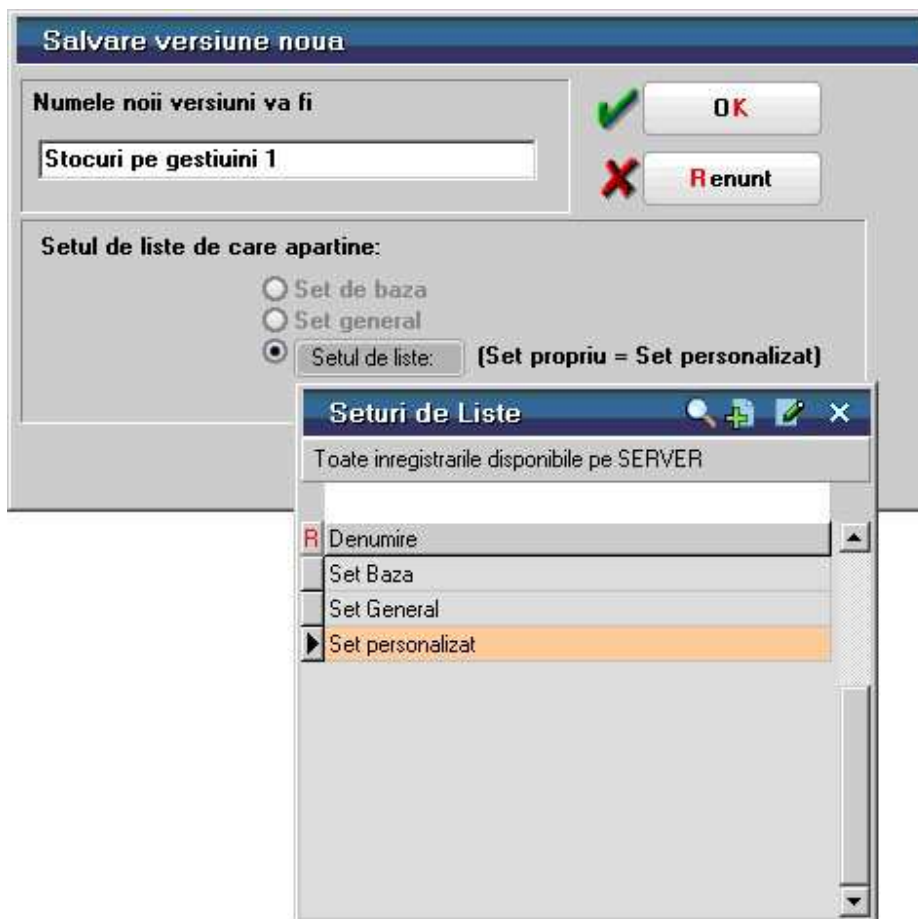 Salvare versiune noua
Numele noii versiuni va fi
OK
Stocuri pe gestiuini 1
Renunt
Setul de liste de care apartine:
Set de baza
Set general
Setul de liste: (Set propriu = Set personalizat)
Seturi de Liste
Toate inregistrarile disponibile pe SERVER
R Denumire
Set Baza
Set General
Set personalizat